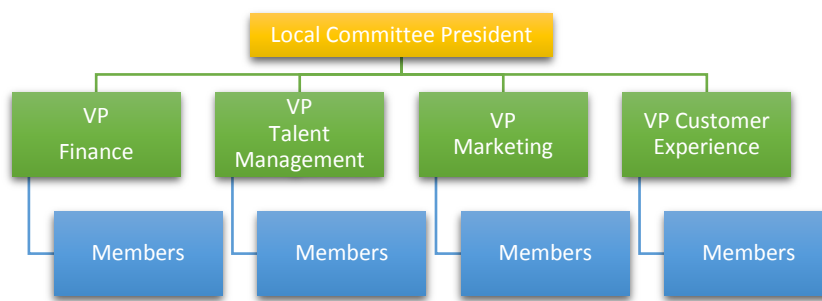 Local Committee President
VP
Finance
VP
Talent
Management
VP
Marketing
VP Customer
Experience
Members
Members
Members
Members